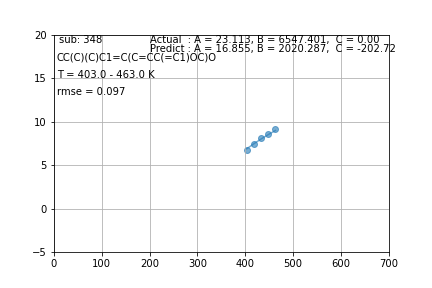 sub: 348
Actual : A = 23.113, B = 6547.401, C = 0.00
Predict : A = 16.855, B = 2020.287, C = -202.72
CC(C)(C)C1=C(C=CC(=C1)OC)O
T = 403.0 - 463.0 K
rmse = 0.097
20
15
10
5
0
−5
0 100 200 300 400 500 600 700